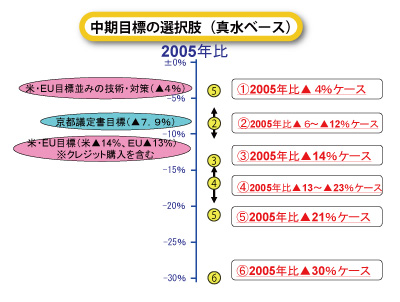 中期目標の選択肢（真水ベース）
2005年比
±0%
-5%
-10%
-15%
-20%
-25%
-30%
米・EU目標並みの技術・対策（▲4%）
京都議定書目標（▲7.9%）
米・EU目標（米▲14%、EU▲13%）
※クレジット購入を含む
⑤
②
③
④
⑤
⑥
①2005年比▲ 4%ケース
②2005年比▲ 6～▲12%ケース
③2005年比▲14%ケース
④2005年比▲13～▲23%ケース
⑤2005年比▲21%ケース
⑥2005年比▲30%ケース